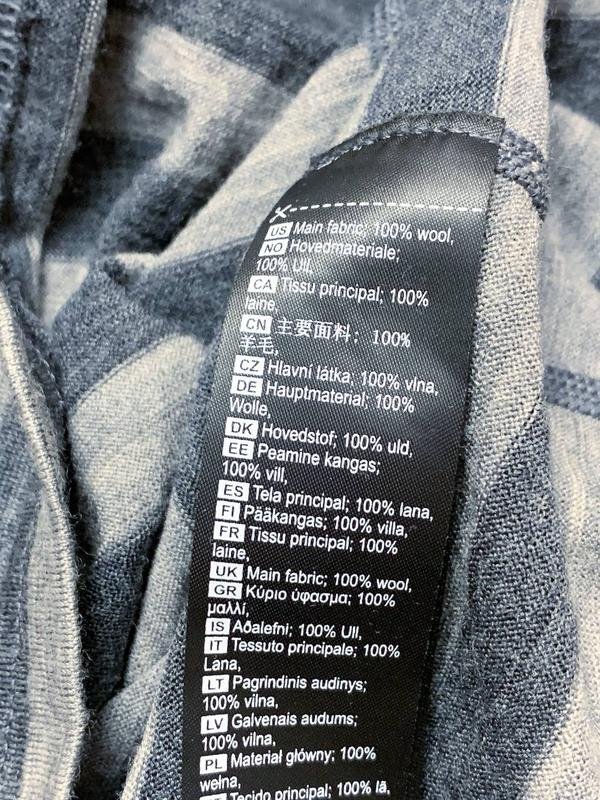 US Main fabric; 100% wool,
NO Hovedmateriale;
100% Ull,
CA Tissu principal; 100%
laine,
CN 主要面料: 100%
羊毛,
CZ Hlavní látka; 100% vlna,
DE Hauptmaterial; 100%
Wolle,
DK Hovedstof; 100% uld,
EE Peamine kangas;
100% vill,
ES Tela principal; 100% lana,
FI Pääkangas; 100% villa,
FR Tissu principal; 100%
laine,
UK Main fabric; 100% wool,
GR Κύριο ύφασμα; 100%
μαλλί,
IS Aðalefni; 100% Ull,
IT Tessuto principale; 100%
Lana,
LT Pagrindinis audinys;
100% vilna,
LV Galvenais audums;
100% vilna,
PL Materiał główny; 100%
wełna,
Tecido principal; 100% lã,